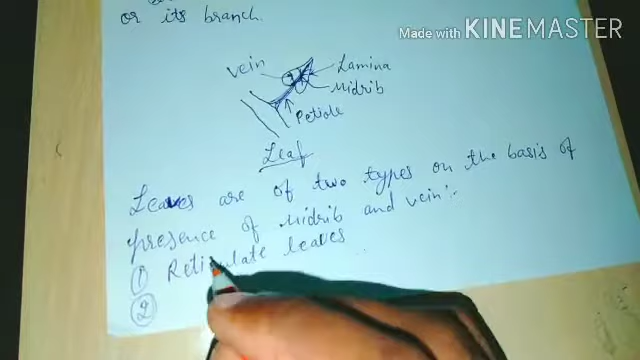 or its branch.
Made with KINEMASTER
vein
Lamina
Midrib
Petiole
Leaf
Leaves are of two types on the basis of
presence of Midrib and vein:-
① Reticulate leaves
②